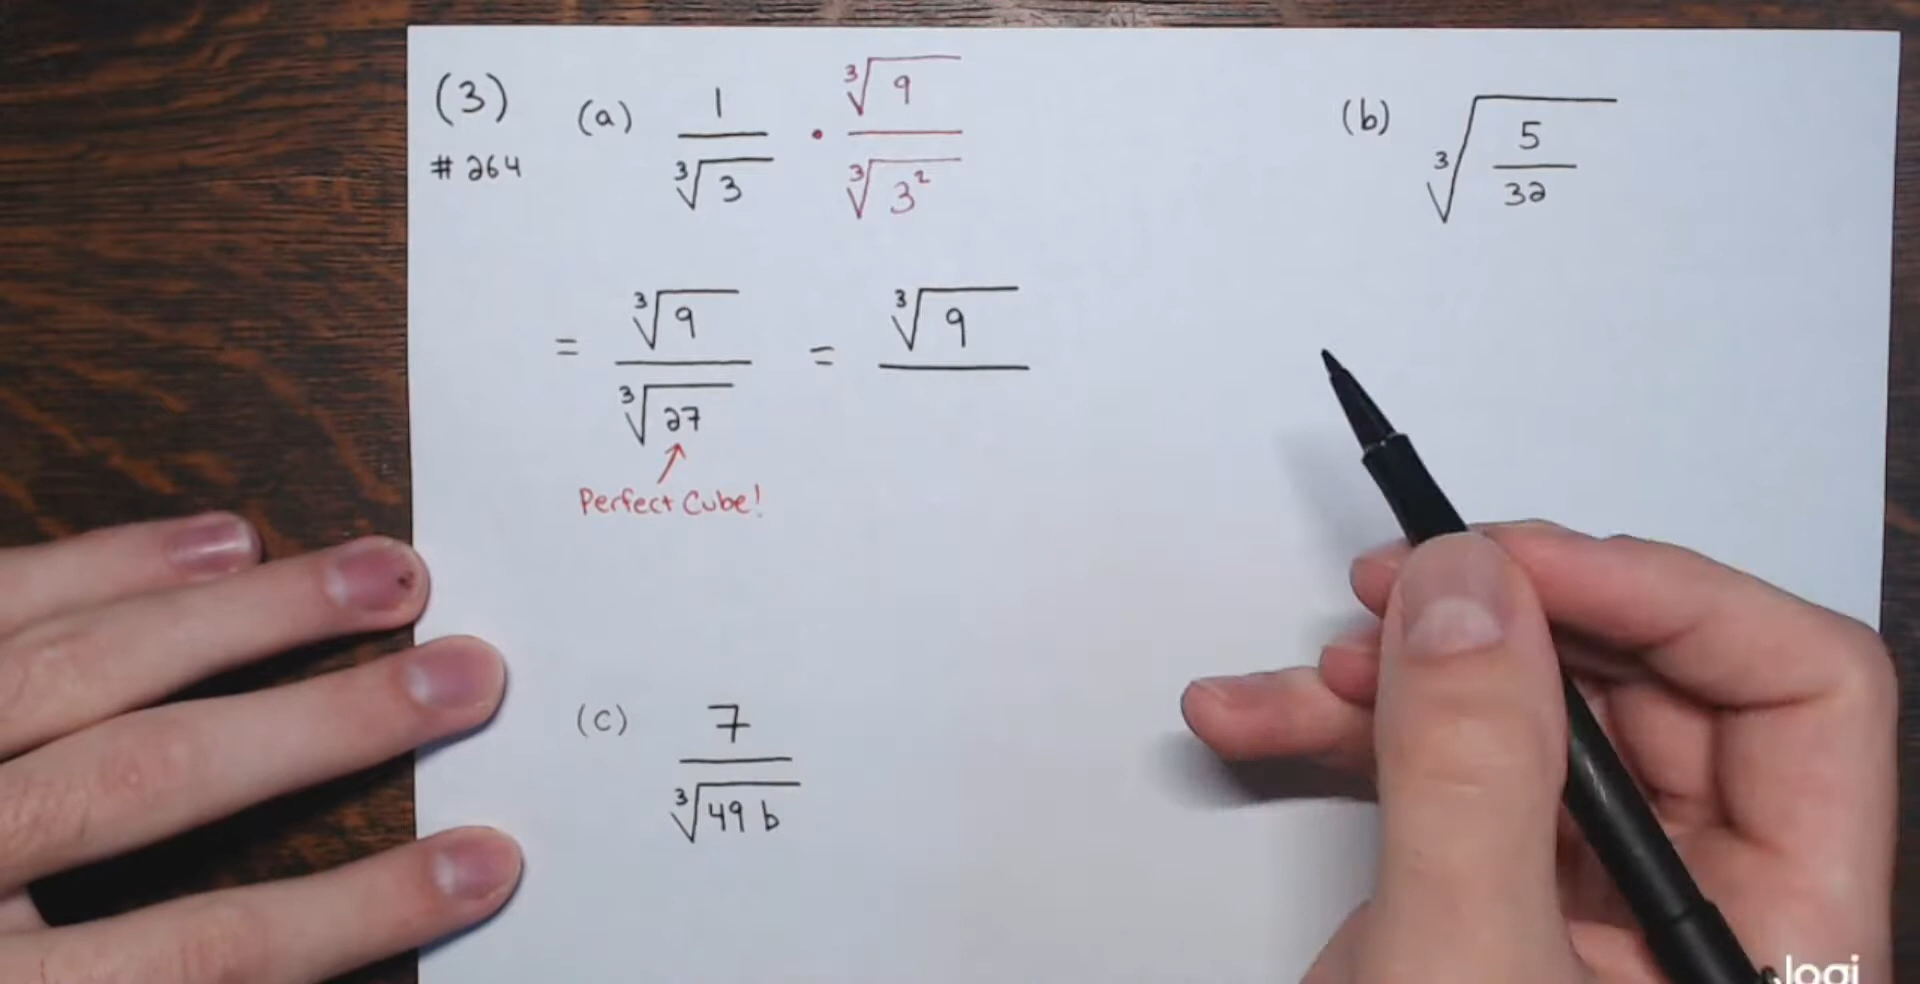 (3) (a) 1/∛3 · ∛9/∛3²
# 264
= ∛9/∛27 = ∛9/
Perfect Cube!
(b) ∛(5/32)
(c) 7/∛(49b)
logi